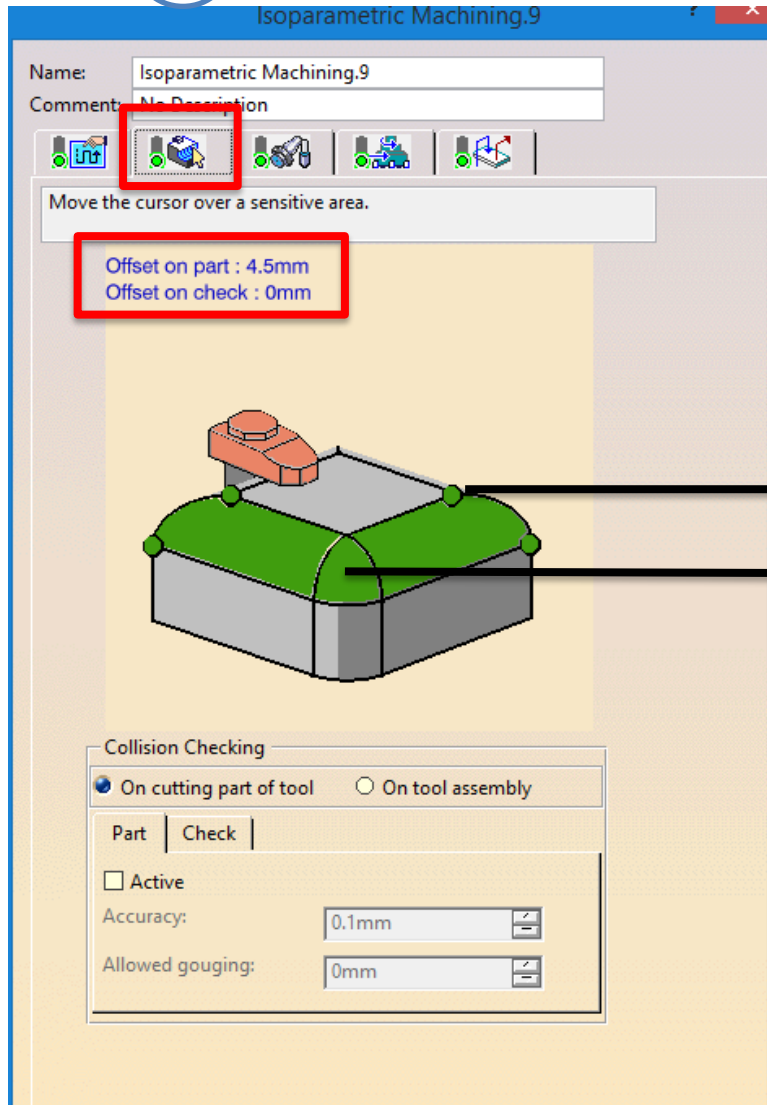 Isoparametric Machining.9 ?
Name: Isoparametric Machining.9
Comment: No Description
Move the cursor over a sensitive area.
Offset on part : 4.5mm
Offset on check : 0mm
Collision Checking
On cutting part of tool On tool assembly
Part Check
Active
Accuracy: 0.1mm
Allowed gouging: 0mm